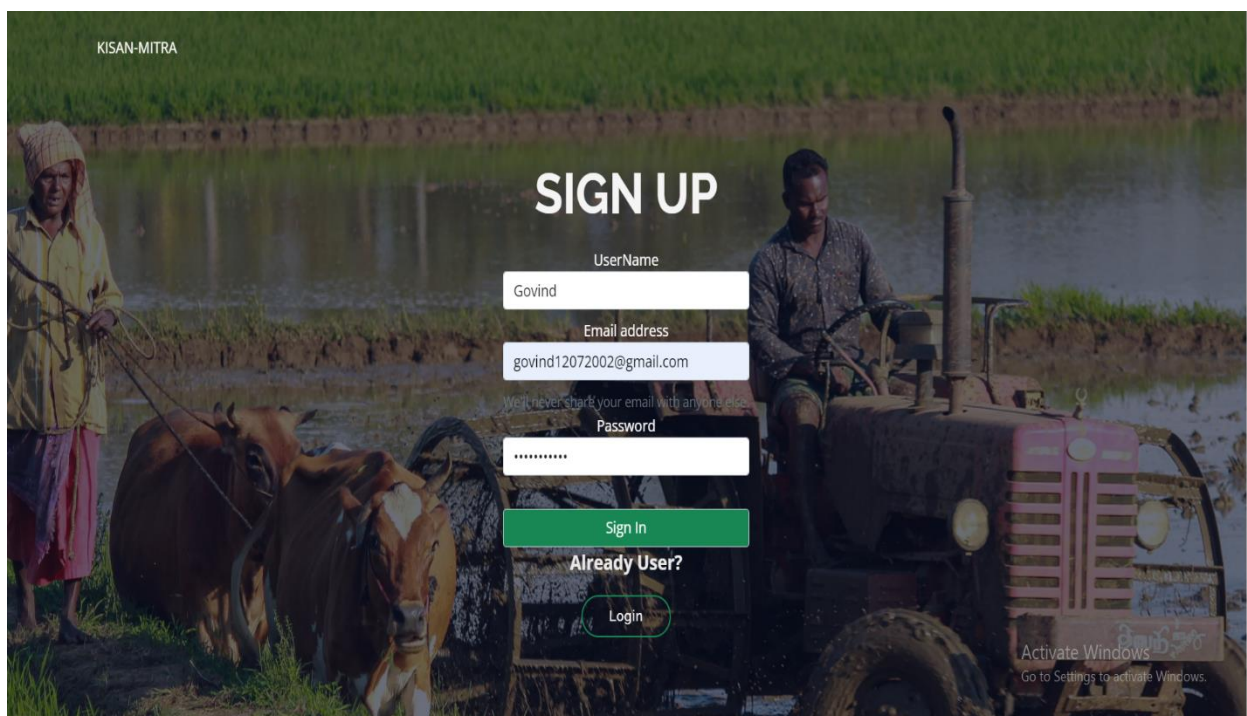 KISAN-MITRA
SIGN UP
UserName
Govind
Email address
govind12072002@gmail.com
We'll never share your email with anyone else.
Password
•••••••••••
Sign In
Already User?
Login
Activate Windows
Go to Settings to activate Windows.